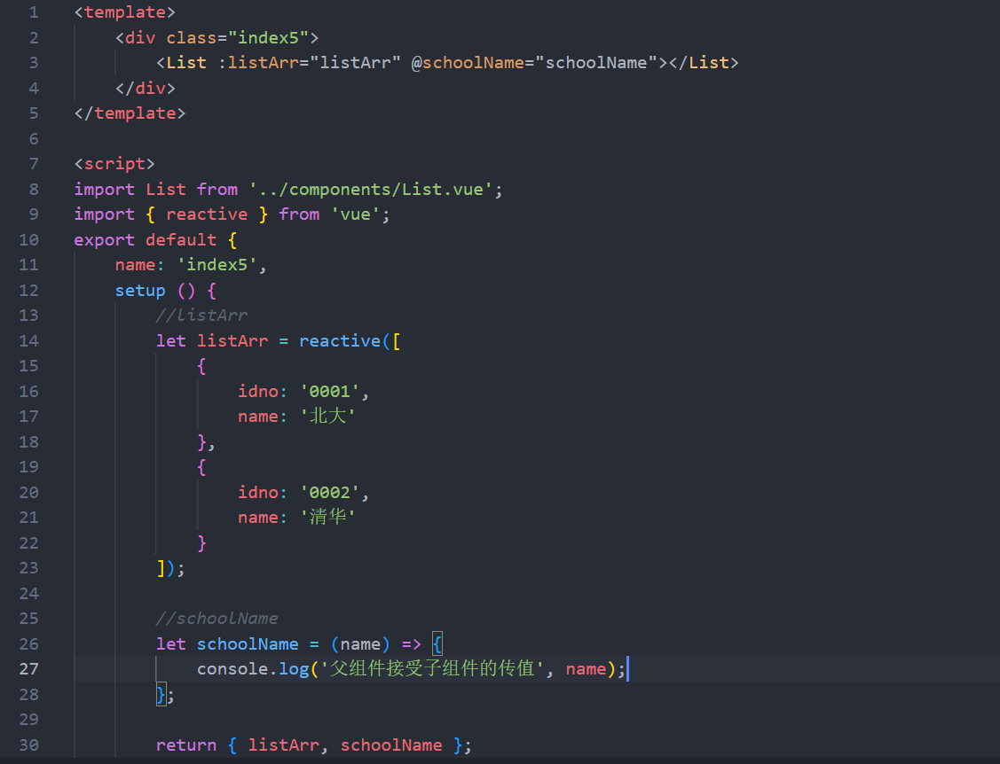 1 <template>
2     <div class="index5">
3         <List :listArr="listArr" @schoolName="schoolName"></List>
4     </div>
5 </template>
6
7 <script>
8 import List from '../components/List.vue';
9 import { reactive } from 'vue';
10 export default {
11     name: 'index5',
12     setup () {
13         //listArr
14         let listArr = reactive([
15             {
16                 idno: '0001',
17                 name: '北大'
18             },
19             {
20                 idno: '0002',
21                 name: '清华'
22             }
23         ]);
24
25         //schoolName
26         let schoolName = (name) => {
27             console.log('父组件接受子组件的传值', name);
28         };
29
30         return { listArr, schoolName };